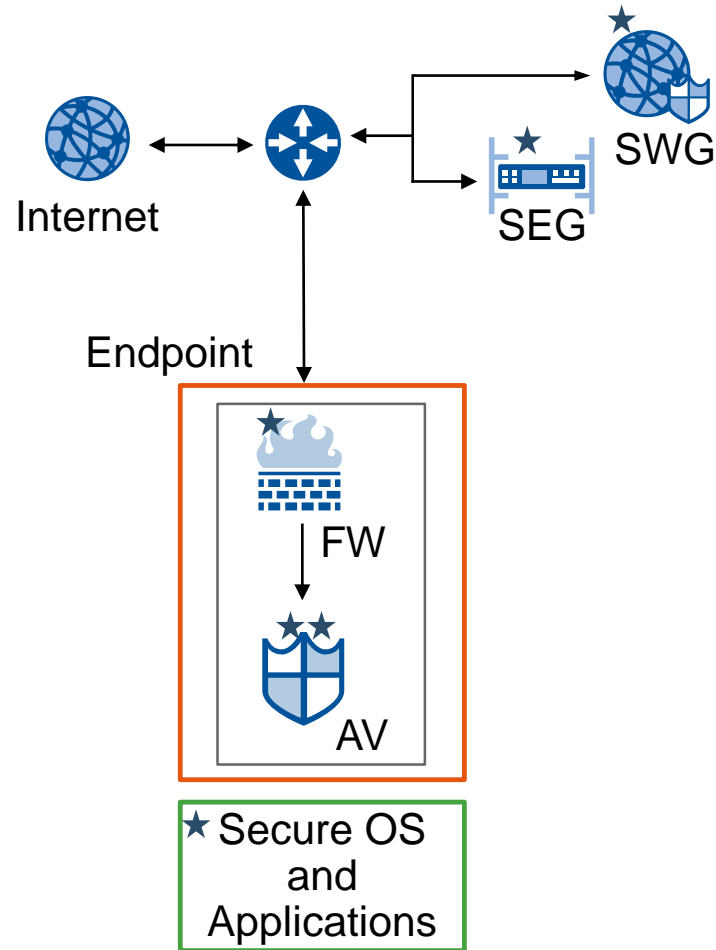 SWG
Internet
SEG
Endpoint
FW
AV
Secure OS
and
Applications